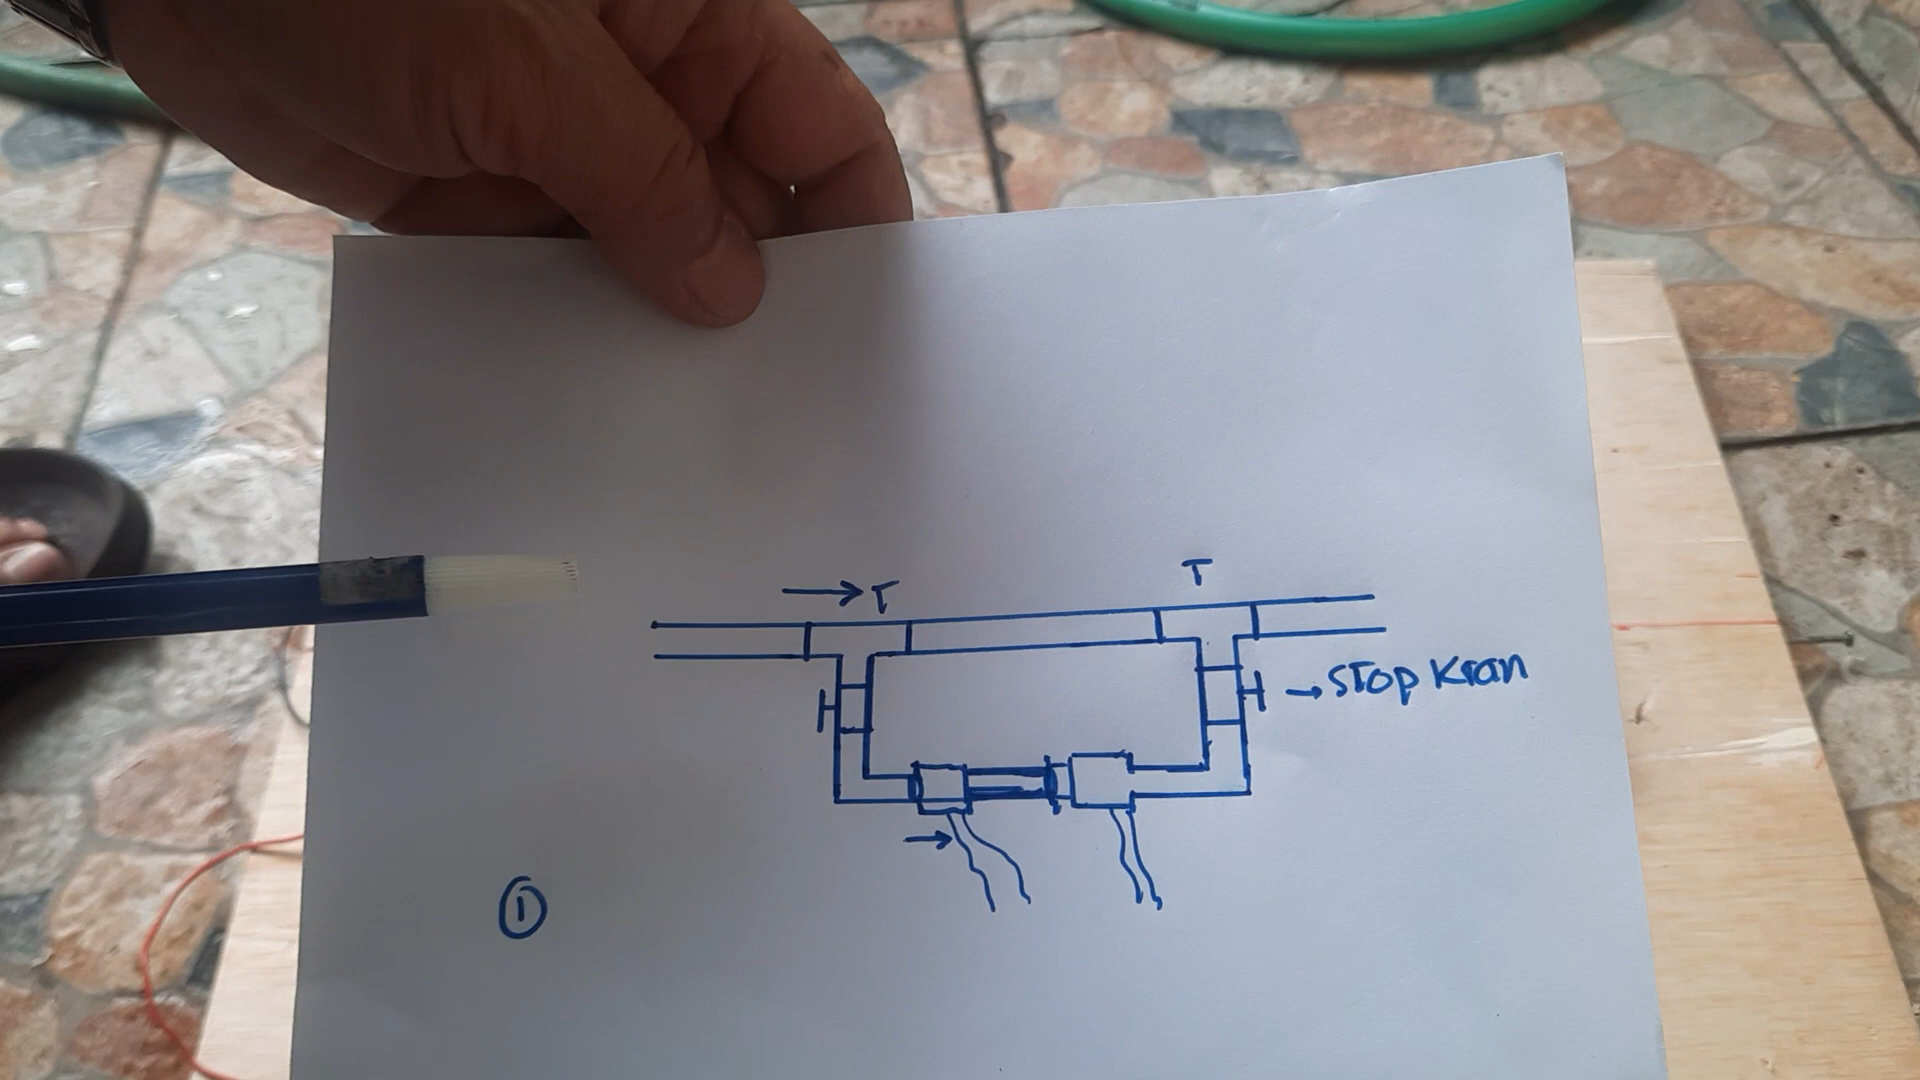 → T
T
→ STOP Kran
1